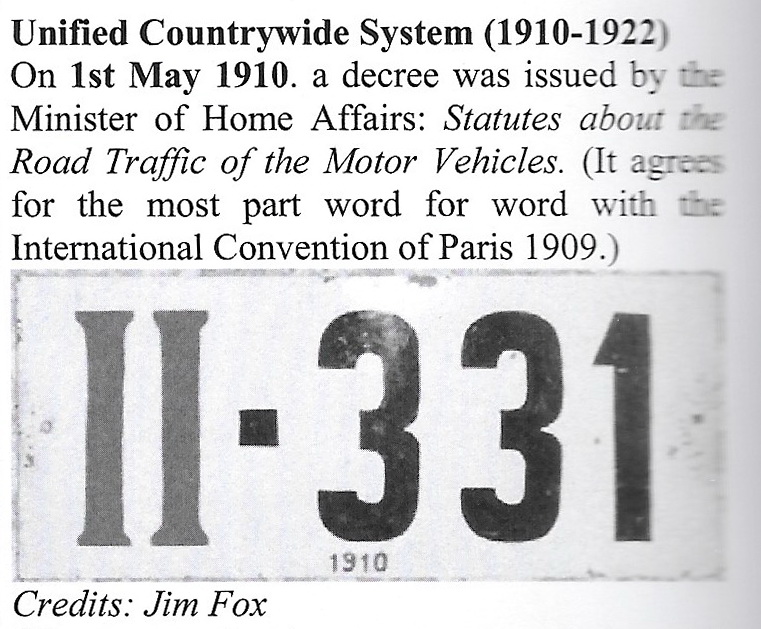 Unified Countrywide System (1910-1922)
On 1st May 1910. a decree was issued by the
Minister of Home Affairs: Statutes about the
Road Traffic of the Motor Vehicles. (It agrees
for the most part word for word with the
International Convention of Paris 1909.)
II-331
1910
Credits: Jim Fox